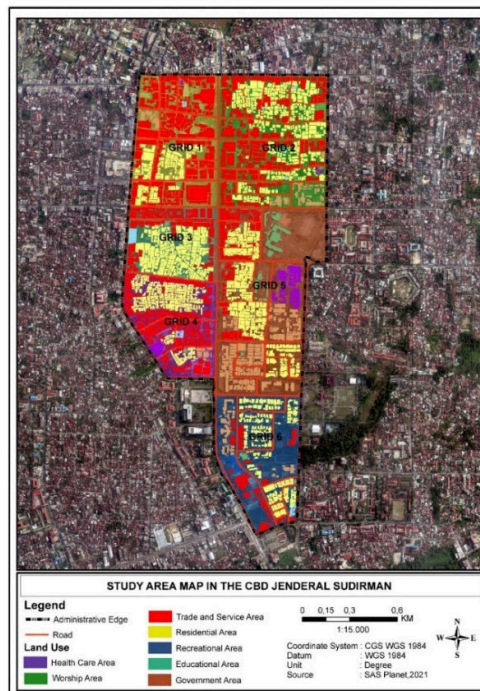 GRID 1
GRID 2
GRID 3
GRID 5
GRID 4
GRID 6
STUDY AREA MAP IN THE CBD JENDERAL SUDIRMAN
Legend
Administrative Edge
Road
Land Use
Health Care Area
Worship Area
Trade and Service Area
Residential Area
Recreational Area
Educational Area
Government Area
0 0,15 0,3 0,6
KM
1:15.000
Coordinate System : CGS WGS 1984
Datum : WGS 1984
Unit : Degree
Source : SAS Planet,2021
N
W E
S